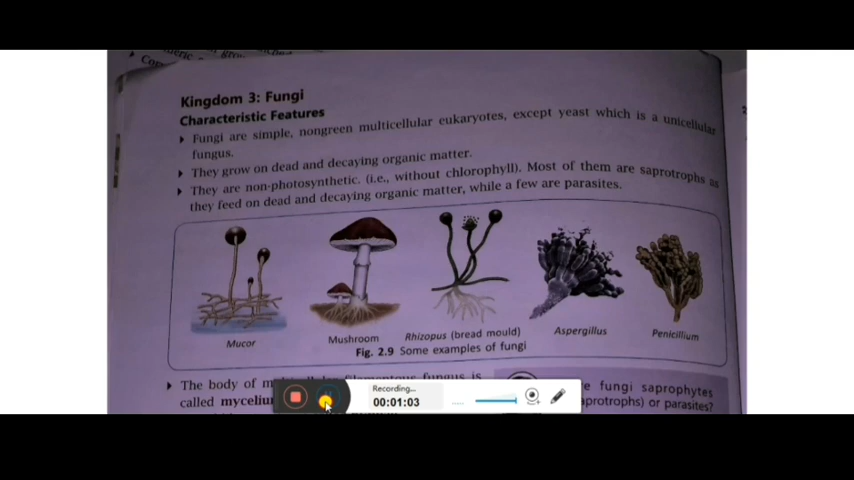 Kingdom 3: Fungi
Characteristic Features
Fungi are simple, nongreen multicellular eukaryotes, except yeast which is a unicellular
fungus.
They grow on dead and decaying organic matter.
They are non-photosynthetic. (i.e., without chlorophyll). Most of them are saprotrophs as
they feed on dead and decaying organic matter, while a few are parasites.
Mucor
Mushroom
Rhizopus (bread mould)
Aspergillus
Penicillium
Fig. 2.9 Some examples of fungi
The body of
fungus is
called
fungi saprophytes
or parasites?
Recording...
00:01:03